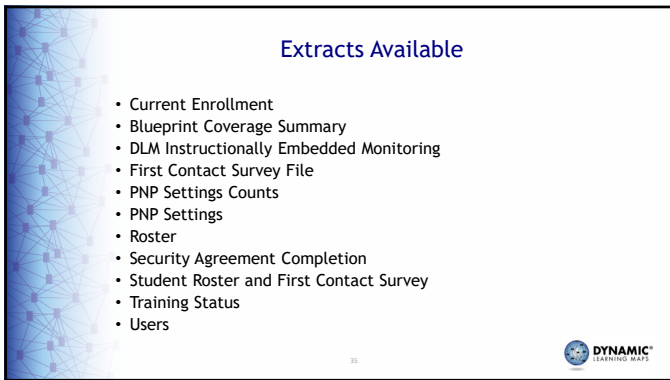 Extracts Available
• Current Enrollment
• Blueprint Coverage Summary
• DLM Instructionally Embedded Monitoring
• First Contact Survey File
• PNP Settings Counts
• PNP Settings
• Roster
• Security Agreement Completion
• Student Roster and First Contact Survey
• Training Status
• Users
35
DYNAMIC®
LEARNING MAPS